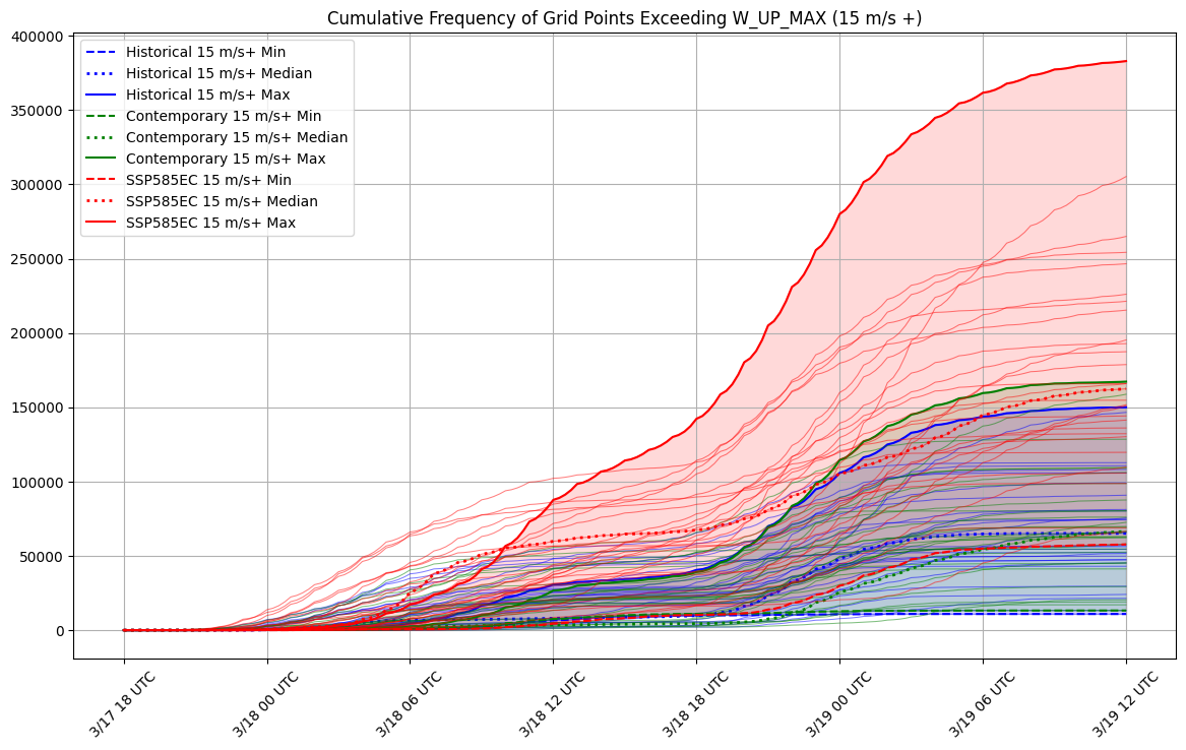 Cumulative Frequency of Grid Points Exceeding W_UP_MAX (15 m/s +)
400000
350000
300000
250000
200000
150000
100000
50000
0
Historical 15 m/s+ Min
Historical 15 m/s+ Median
Historical 15 m/s+ Max
Contemporary 15 m/s+ Min
Contemporary 15 m/s+ Median
Contemporary 15 m/s+ Max
SSP585EC 15 m/s+ Min
SSP585EC 15 m/s+ Median
SSP585EC 15 m/s+ Max
3/17 18 UTC
3/18 00 UTC
3/18 06 UTC
3/18 12 UTC
3/18 18 UTC
3/19 00 UTC
3/19 06 UTC
3/19 12 UTC